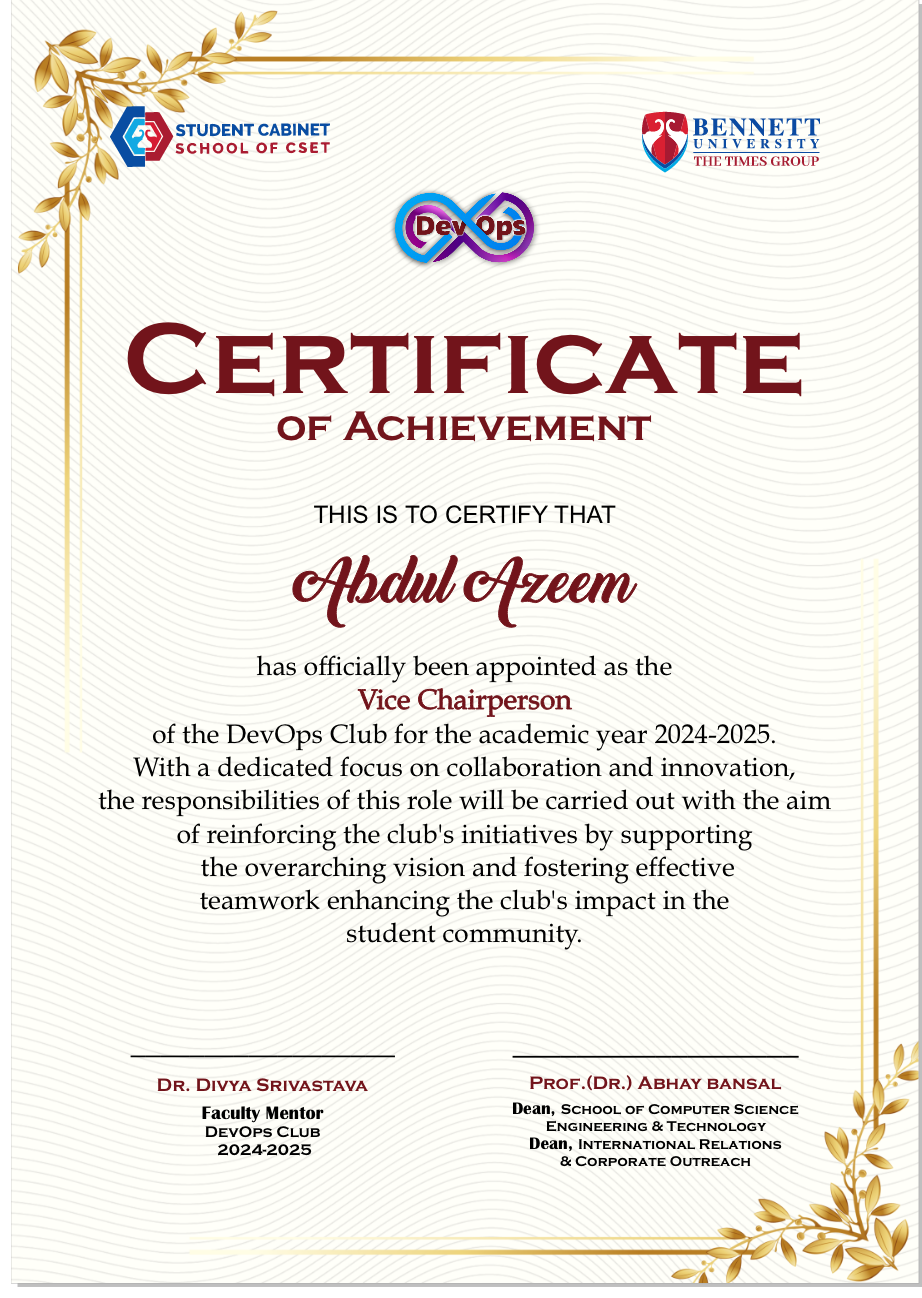 STUDENT CABINET
SCHOOL OF CSET
BENNETT
UNIVERSITY
THE TIMES GROUP
DevOps
CERTIFICATE
OF ACHIEVEMENT
THIS IS TO CERTIFY THAT
Abdul Azeem
has officially been appointed as the
Vice Chairperson
of the DevOps Club for the academic year 2024-2025.
With a dedicated focus on collaboration and innovation,
the responsibilities of this role will be carried out with the aim
of reinforcing the club's initiatives by supporting
the overarching vision and fostering effective
teamwork enhancing the club's impact in the
student community.
DR. DIVYA SRIVASTAVA
Faculty Mentor
DEVOPS CLUB
2024-2025
PROF.(DR.) ABHAY BANSAL
Dean, SCHOOL OF COMPUTER SCIENCE
ENGINEERING & TECHNOLOGY
Dean, INTERNATIONAL RELATIONS
& CORPORATE OUTREACH